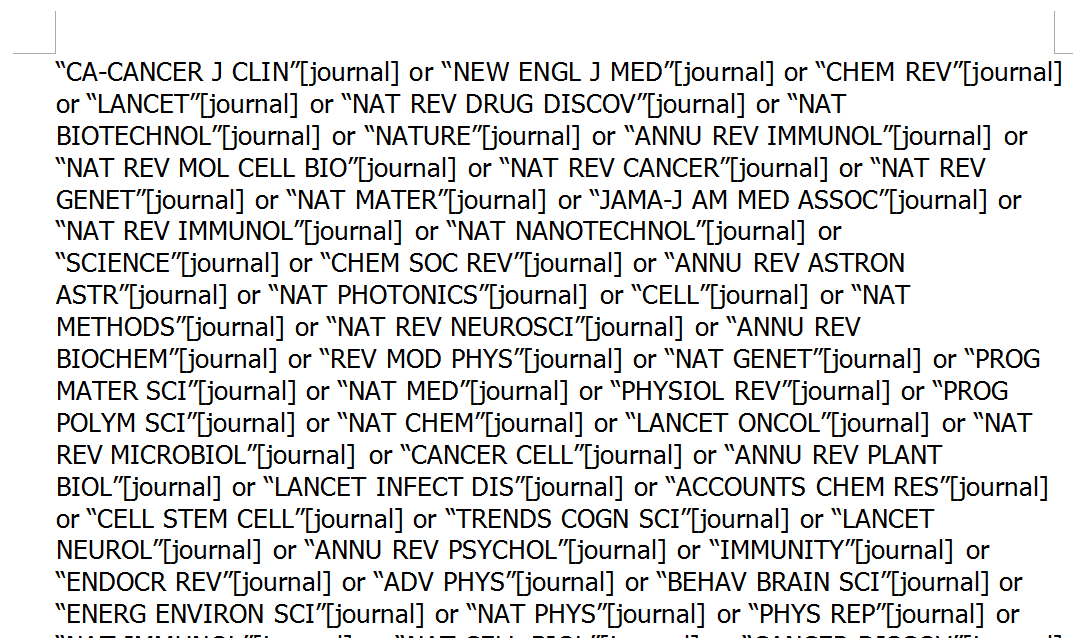 “CA-CANCER J CLIN”[journal] or “NEW ENGL J MED”[journal] or “CHEM REV”[journal]
or “LANCET”[journal] or “NAT REV DRUG DISCOV”[journal] or “NAT
BIOTECHNOL”[journal] or “NATURE”[journal] or “ANNU REV IMMUNOL”[journal] or
“NAT REV MOL CELL BIO”[journal] or “NAT REV CANCER”[journal] or “NAT REV
GENET”[journal] or “NAT MATER”[journal] or “JAMA-J AM MED ASSOC”[journal] or
“NAT REV IMMUNOL”[journal] or “NAT NANOTECHNOL”[journal] or
“SCIENCE”[journal] or “CHEM SOC REV”[journal] or “ANNU REV ASTRON
ASTR”[journal] or “NAT PHOTONICS”[journal] or “CELL”[journal] or “NAT
METHODS”[journal] or “NAT REV NEUROSCI”[journal] or “ANNU REV
BIOCHEM”[journal] or “REV MOD PHYS”[journal] or “NAT GENET”[journal] or “PROG
MATER SCI”[journal] or “NAT MED”[journal] or “PHYSIOL REV”[journal] or “PROG
POLYM SCI”[journal] or “NAT CHEM”[journal] or “LANCET ONCOL”[journal] or “NAT
REV MICROBIOL”[journal] or “CANCER CELL”[journal] or “ANNU REV PLANT
BIOL”[journal] or “LANCET INFECT DIS”[journal] or “ACCOUNTS CHEM RES”[journal]
or “CELL STEM CELL”[journal] or “TRENDS COGN SCI”[journal] or “LANCET
NEUROL”[journal] or “ANNU REV PSYCHOL”[journal] or “IMMUNITY”[journal] or
“ENDOCR REV”[journal] or “ADV PHYS”[journal] or “BEHAV BRAIN SCI”[journal] or
“ENERG ENVIRON SCI”[journal] or “NAT PHYS”[journal] or “PHYS REP”[journal] or